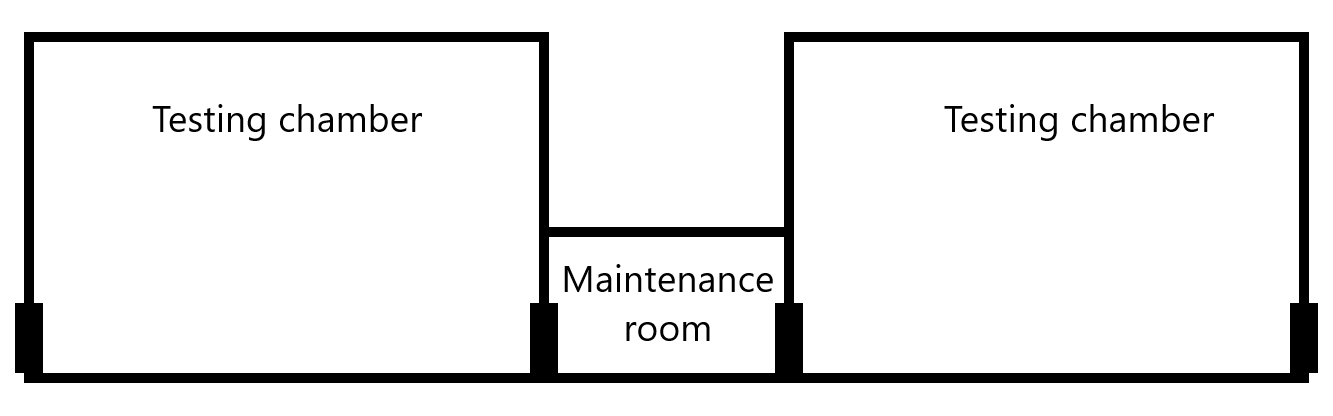 Testing chamber
Testing chamber
Maintenance
room